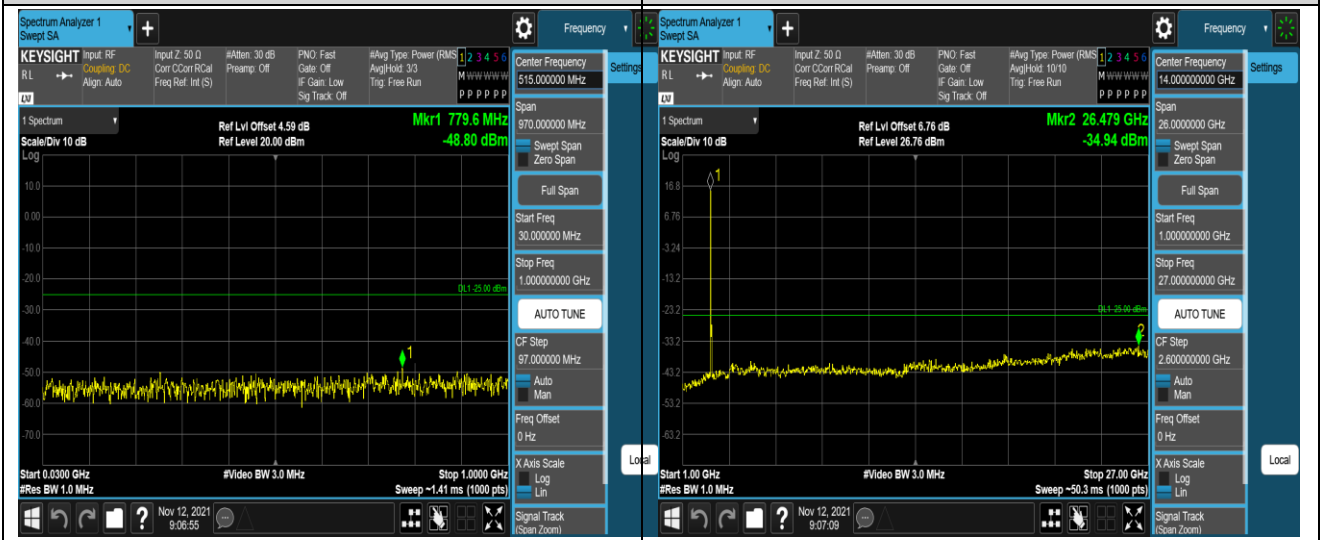 Spectrum Analyzer 1
Swept SA
+
Frequency
KEYSIGHT
Input: RF
Coupling: DC
Align: Auto
Input Z: 50 Ω
Corr CCorr RCal
Freq Ref: Int (S)
#Atten: 30 dB
Preamp: Off
PNO: Fast
Gate: Off
IF Gain: Low
Sig Track: Off
#Avg Type: Power (RMS
Avg|Hold: 3/3
Trig: Free Run
1 2 3 4 5 6
M W W W W W
P P P P P P
RL
LXI
Center Frequency
515.000000 MHz
Settings
1 Spectrum
Scale/Div 10 dB
Log
Ref Lvl Offset 4.59 dB
Ref Level 20.00 dBm
Mkr1 779.6 MHz
-48.80 dBm
Span
970.000000 MHz
Swept Span
Zero Span
Full Span
Start Freq
30.000000 MHz
Stop Freq
1.000000000 GHz
AUTO TUNE
CF Step
97.000000 MHz
Auto
Man
Freq Offset
0 Hz
X Axis Scale
Log
Lin
Local
Signal Track
(Span Zoom)
10.0
0.00
-10.0
-20.0
DL1 -25.00 dBm
-30.0
-40.0
1
-50.0
-60.0
-70.0
Start 0.0300 GHz
#Res BW 1.0 MHz
#Video BW 3.0 MHz
Stop 1.0000 GHz
Sweep ~1.41 ms (1000 pts)
?
Nov 12, 2021
9:06:55
Spectrum Analyzer 1
Swept SA
+
Frequency
KEYSIGHT
Input: RF
Coupling: DC
Align: Auto
Input Z: 50 Ω
Corr CCorr RCal
Freq Ref: Int (S)
#Atten: 30 dB
Preamp: Off
PNO: Fast
Gate: Off
IF Gain: Low
Sig Track: Off
#Avg Type: Power (RMS
Avg|Hold: 10/10
Trig: Free Run
1 2 3 4 5 6
M W W W W W
P P P P P P
RL
LXI
Center Frequency
14.000000000 GHz
Settings
1 Spectrum
Scale/Div 10 dB
Log
Ref Lvl Offset 6.76 dB
Ref Level 26.76 dBm
Mkr2 26.479 GHz
-34.94 dBm
Span
26.0000000 GHz
Swept Span
Zero Span
Full Span
Start Freq
1.000000000 GHz
Stop Freq
27.000000000 GHz
AUTO TUNE
CF Step
2.600000000 GHz
Auto
Man
Freq Offset
0 Hz
X Axis Scale
Log
Lin
Local
Signal Track
(Span Zoom)
1
16.8
6.76
-3.24
-13.2
-23.2
DL1 -25.00 dBm
2
-33.2
-43.2
-53.2
-63.2
Start 1.00 GHz
#Res BW 1.0 MHz
#Video BW 3.0 MHz
Stop 27.00 GHz
Sweep ~50.3 ms (1000 pts)
?
Nov 12, 2021
9:07:09